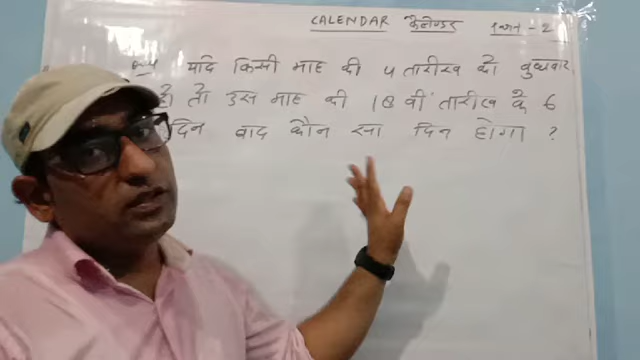 CALENDAR कैलेण्डर भाग - 2
यदि किसी माह की 4 तारीख को बुधवार
हो तो उस माह की 18 वीं तारीख के 6
दिन बाद कौन सा दिन होगा ?